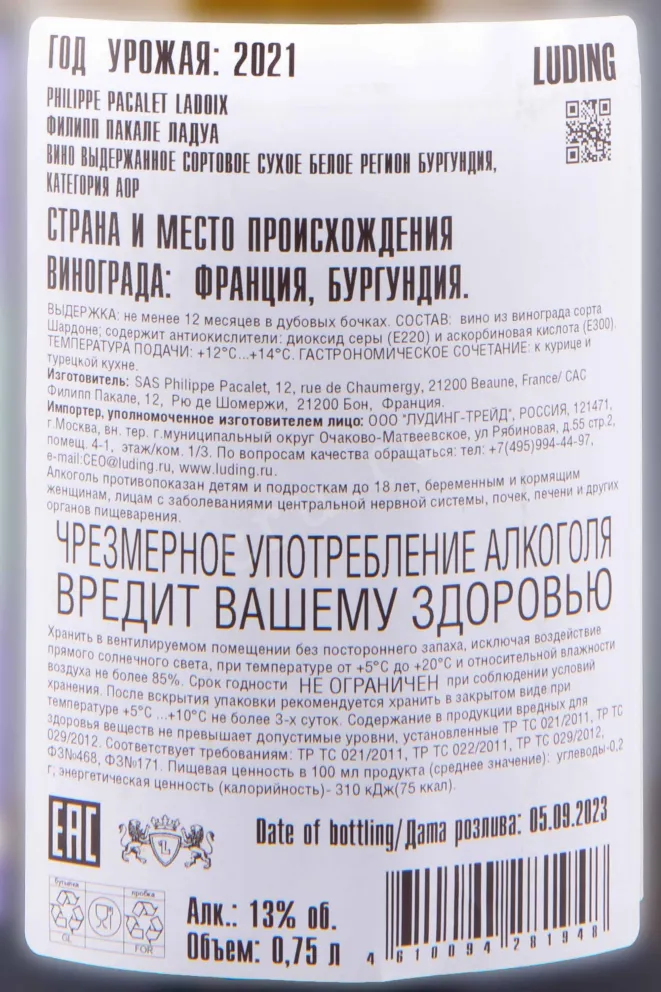 ГОД УРОЖАЯ: 2021
LUDING
PHILIPPE PACALET LADOIX
ФИЛИПП ПАКАЛЕ ЛАДУА
ВИНО ВЫДЕРЖАННОЕ СОРТОВОЕ СУХОЕ БЕЛОЕ РЕГИОН БУРГУНДИЯ,
КАТЕГОРИЯ АОР
СТРАНА И МЕСТО ПРОИСХОЖДЕНИЯ
ВИНОГРАДА: ФРАНЦИЯ, БУРГУНДИЯ.
ВЫДЕРЖКА: не менее 12 месяцев в дубовых бочках. СОСТАВ: вино из винограда сорта
Шардоне; содержит антиокислители: диоксид серы (Е220) и аскорбиновая кислота (Е300).
ТЕМПЕРАТУРА ПОДАЧИ: +12°С...+14°С. ГАСТРОНОМИЧЕСКОЕ СОЧЕТАНИЕ: к курице и
турецкой кухне.
Изготовитель: SAS Philippe Pacalet, 12, rue de Chaumergy, 21200 Beaune, France/ САС
Филипп Пакале, 12, Рю де Шомержи, 21200 Бон, Франция.
Импортер, уполномоченное изготовителем лицо: ООО "ЛУДИНГ-ТРЕЙД", РОССИЯ, 121471,
г.Москва, вн. тер. г.муниципальный округ Очаково-Матвеевское, ул Рябиновая, д.55 стр.2,
помещ. 4-1, этаж/ком. 1/3. По вопросам качества обращаться: тел: +7(495)994-44-97,
e-mail:CEO@luding.ru, www.luding.ru.
Алкоголь противопоказан детям и подросткам до 18 лет, беременным и кормящим
женщинам, лицам с заболеваниями центральной нервной системы, почек, печени и других
органов пищеварения.
ЧРЕЗМЕРНОЕ УПОТРЕБЛЕНИЕ АЛКОГОЛЯ
ВРЕДИТ ВАШЕМУ ЗДОРОВЬЮ
Хранить в вентилируемом помещении без постороннего запаха, исключая воздействие
прямого солнечного света, при температуре от +5°С до +20°С и относительной влажности
воздуха не более 85%. Срок годности НЕ ОГРАНИЧЕН при соблюдении условий
хранения. После вскрытия упаковки рекомендуется хранить в закрытом виде при
температуре +5°С ...+10°С не более 3-х суток. Содержание в продукции вредных для
здоровья веществ не превышает допустимые уровни, установленные ТР ТС 021/2011, ТР ТС
029/2012. Соответствует требованиям: ТР ТС 021/2011, ТР ТС 022/2011, ТР ТС 029/2012,
ФЗ№468, ФЗ№171. Пищевая ценность в 100 мл продукта (среднее значение): углеводы-0,2
г, энергетическая ценность (калорийность)- 310 кДж(75 ккал).
EAC
L
Date of bottling/Дата розлива: 05.09.2023
бутылка
пробка
GL
FOR
Алк.: 13% об.
Объем: 0,75 л
4 610094 281948